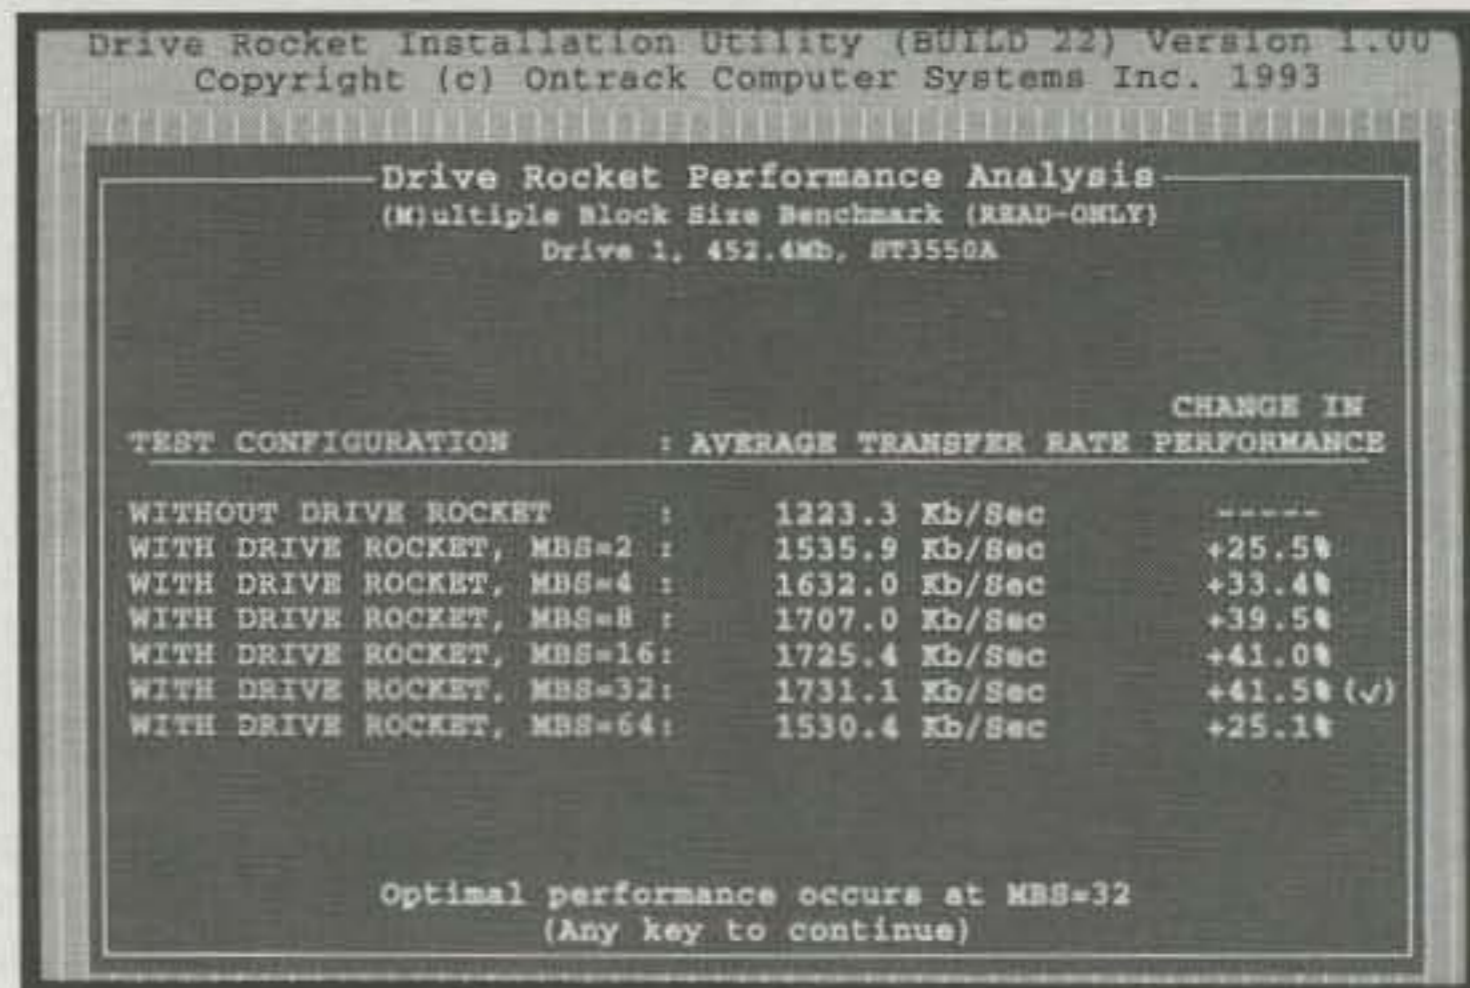 Drive Rocket Installation Utility (BUILD 22) Version 1.00
Copyright (c) Ontrack Computer Systems Inc. 1993
Drive Rocket Performance Analysis
(M)ultiple Block Size Benchmark (READ-ONLY)
Drive 1, 452.4Mb, ST3550A
CHANGE IN
TEST CONFIGURATION : AVERAGE TRANSFER RATE PERFORMANCE
WITHOUT DRIVE ROCKET : 1223.3 Kb/Sec -----
WITH DRIVE ROCKET, MBS=2 : 1535.9 Kb/Sec +25.5%
WITH DRIVE ROCKET, MBS=4 : 1632.0 Kb/Sec +33.4%
WITH DRIVE ROCKET, MBS=8 : 1707.0 Kb/Sec +39.5%
WITH DRIVE ROCKET, MBS=16: 1725.4 Kb/Sec +41.0%
WITH DRIVE ROCKET, MBS=32: 1731.1 Kb/Sec +41.5% (✓)
WITH DRIVE ROCKET, MBS=64: 1530.4 Kb/Sec +25.1%
Optimal performance occurs at MBS=32
(Any key to continue)